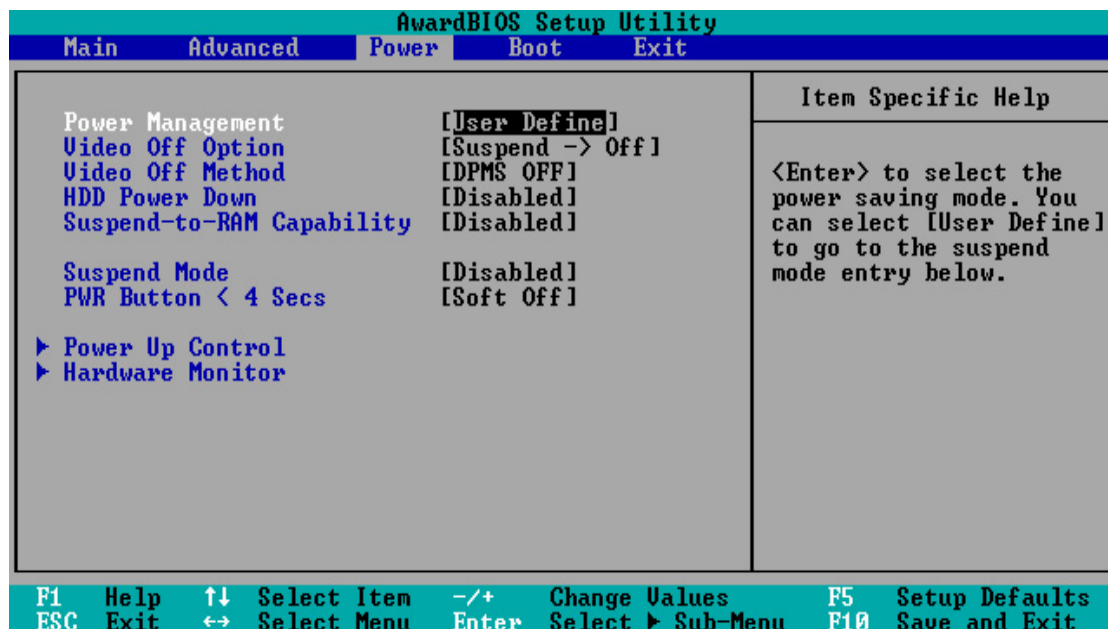 AwardBIOS Setup Utility
Main Advanced Power Boot Exit
Power Management [User Define]
Video Off Option [Suspend -> Off]
Video Off Method [DPMS OFF]
HDD Power Down [Disabled]
Suspend-to-RAM Capability [Disabled]
Suspend Mode [Disabled]
PWR Button < 4 Secs [Soft Off]
▶ Power Up Control
▶ Hardware Monitor
Item Specific Help
<Enter> to select the
power saving mode. You
can select [User Define]
to go to the suspend
mode entry below.
F1 Help ↑↓ Select Item -/+ Change Values F5 Setup Defaults
ESC Exit ↔ Select Menu Enter Select ▶ Sub-Menu F10 Save and Exit